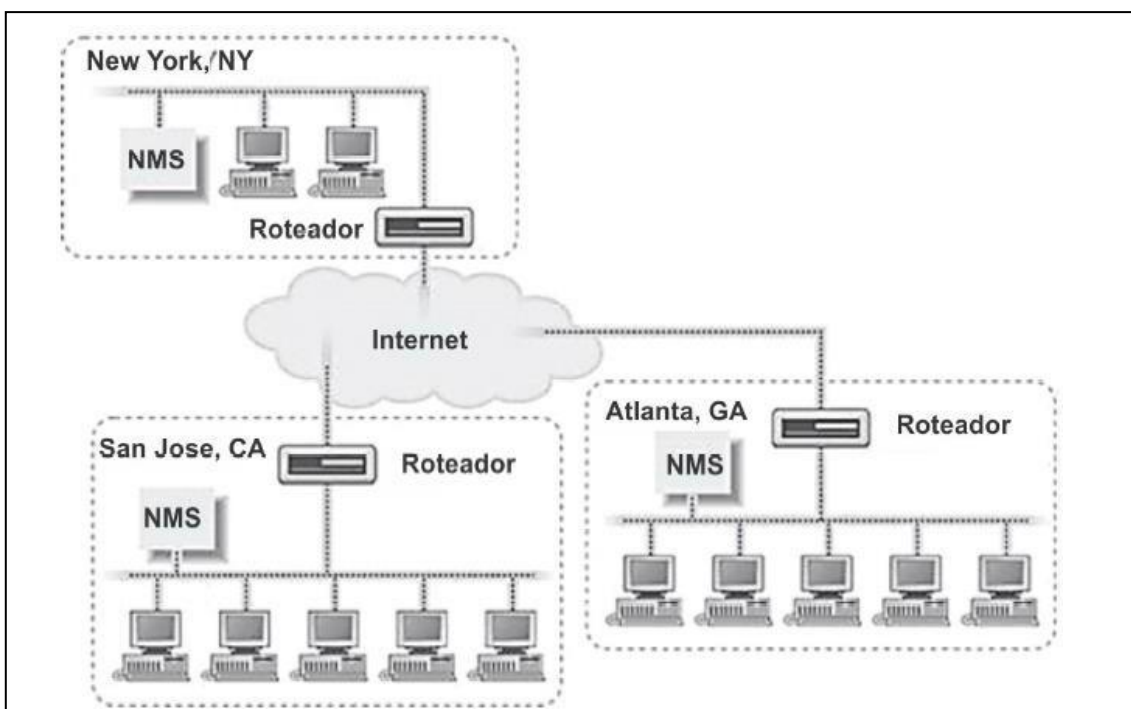 New York, NY
NMS
Roteador
Internet
San Jose, CA
Roteador
NMS
Atlanta, GA
Roteador
NMS